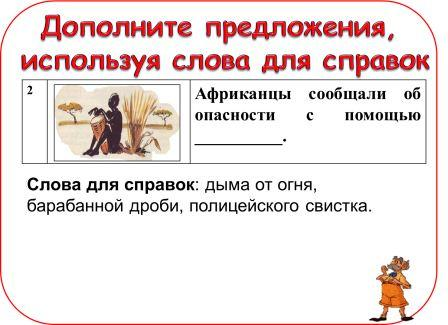 Дополните предложения,
используя слова для справок
2
Африканцы сообщали об
опасности с помощью
__________.
Слова для справок: дыма от огня,
барабанной дроби, полицейского свистка.